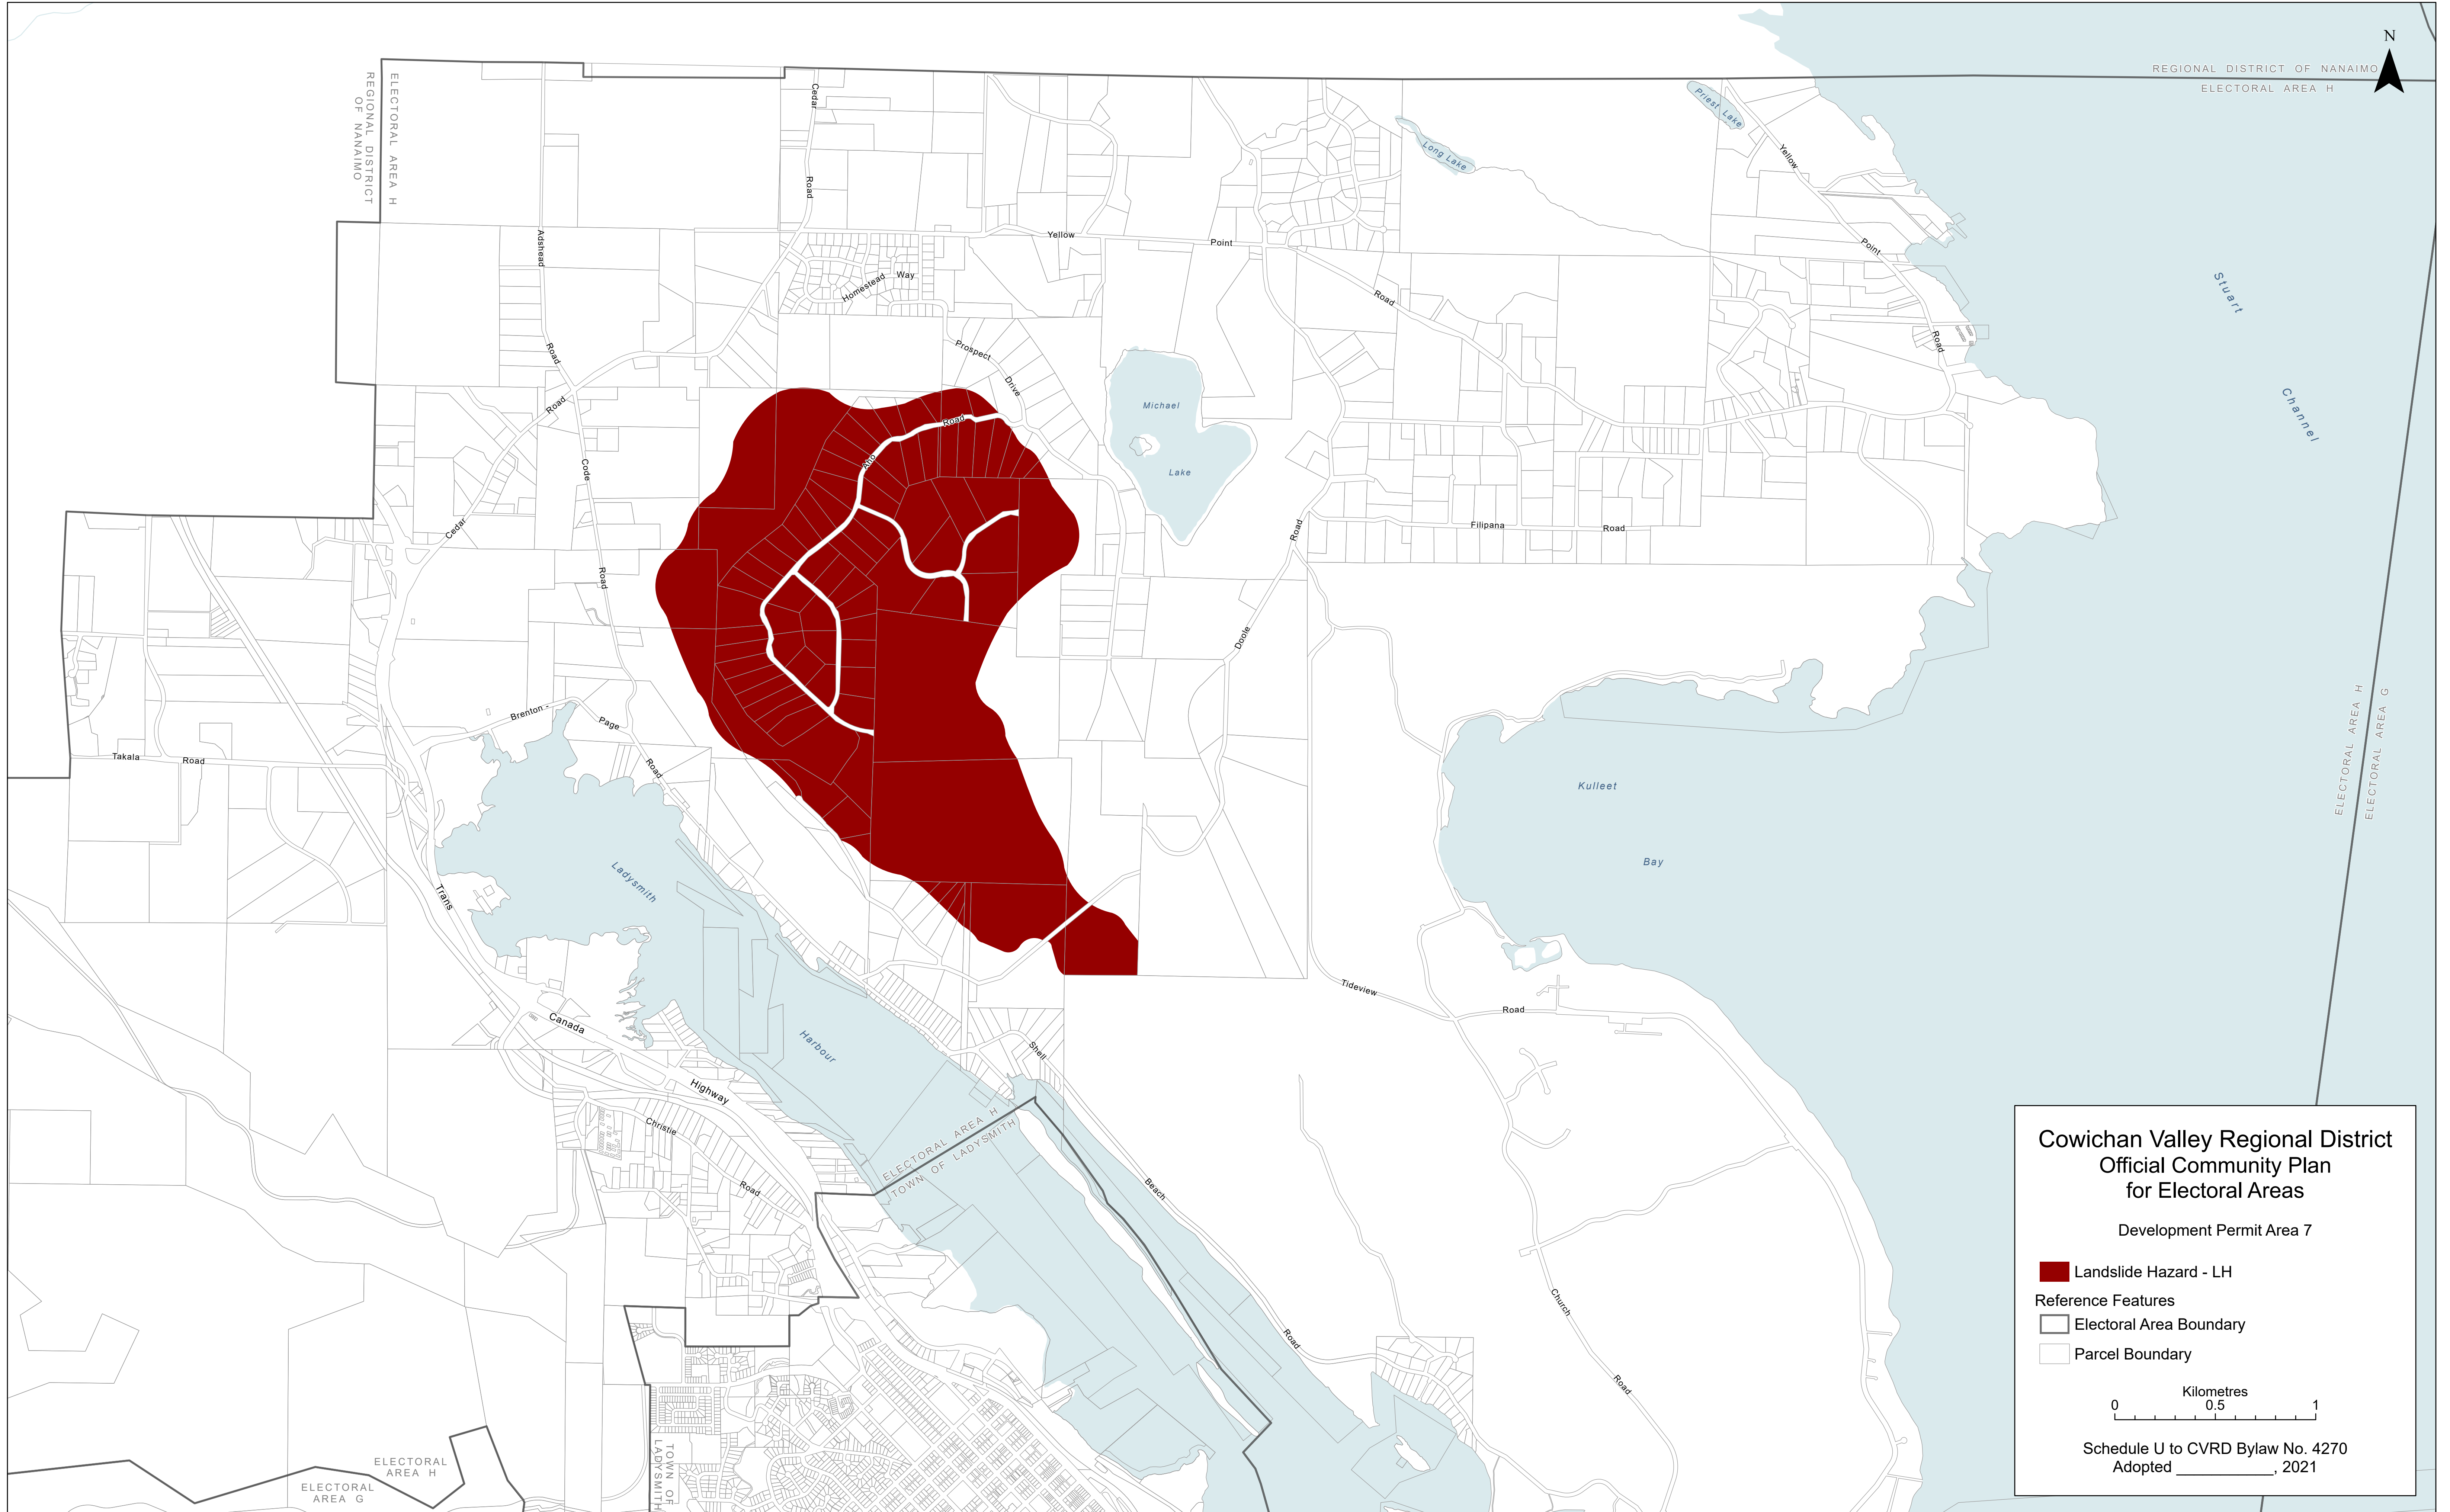 N
REGIONAL DISTRICT OF NANAIMO
ELECTORAL AREA H
REGIONAL DISTRICT
OF NANAIMO
ELECTORAL AREA H
Cedar
Road
Priest Lake
Long Lake
Yellow
Point
Road
Adshead
Road
Yellow
Point
Road
Homestead
Way
Stuart
Channel
Prospect
Drive
Michael
Lake
Cedar
Road
Aho
Road
Code
Road
Filipana
Road
Doole
Road
Brenton -
Page
Road
Takala
Road
Kulleet
Bay
ELECTORAL AREA H
ELECTORAL AREA G
Ladysmith
Harbour
Trans
Canada
Highway
Tideview
Road
Shell
Beach
Road
Christie
Road
ELECTORAL AREA H
TOWN OF LADYSMITH
Church
Road
TOWN OF
LADYSMITH
ELECTORAL
AREA H
ELECTORAL
AREA G
Cowichan Valley Regional District
Official Community Plan
for Electoral Areas
Development Permit Area 7
Landslide Hazard - LH
Reference Features
Electoral Area Boundary
Parcel Boundary
Kilometres
0 0.5 1
Schedule U to CVRD Bylaw No. 4270
Adopted ___________, 2021